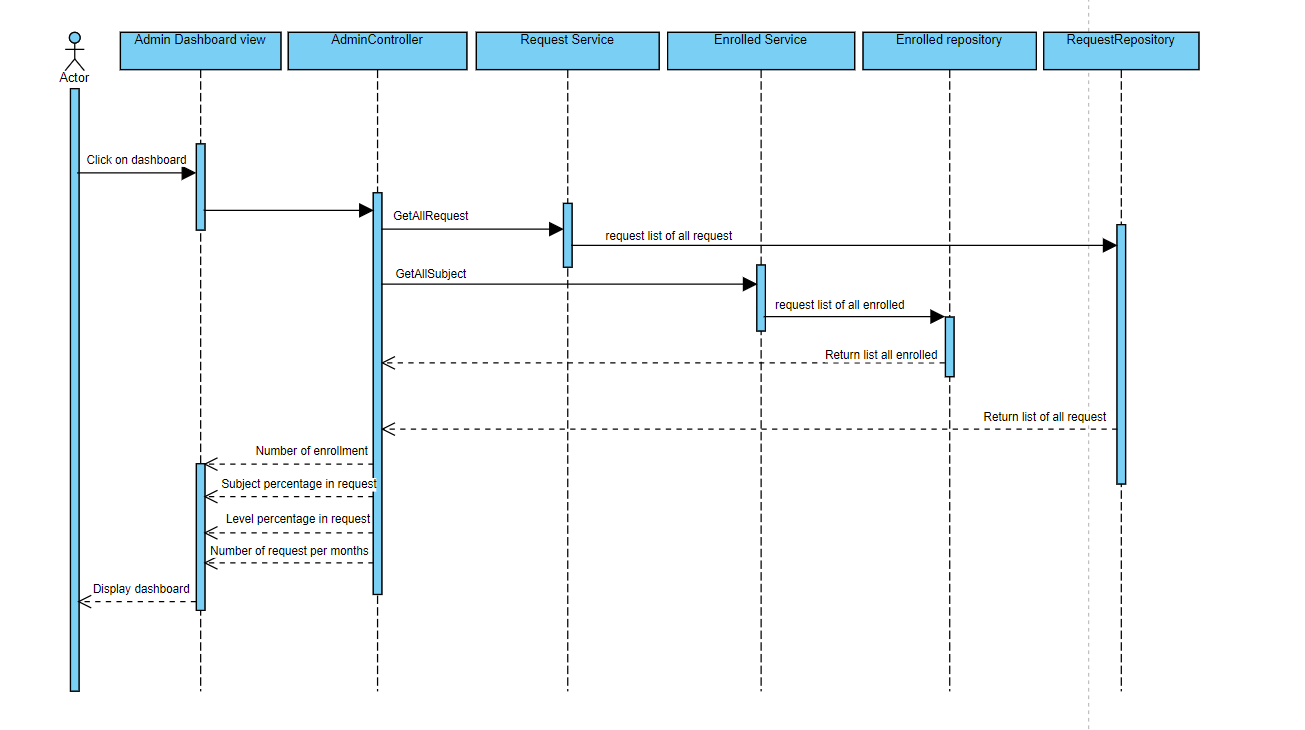 Admin Dashboard view
AdminController
Request Service
Enrolled Service
Enrolled repository
RequestRepository
Actor
Click on dashboard
GetAllRequest
request list of all request
GetAllSubject
request list of all enrolled
Return list all enrolled
Return list of all request
Number of enrollment
Subject percentage in request
Level percentage in request
Number of request per months
Display dashboard